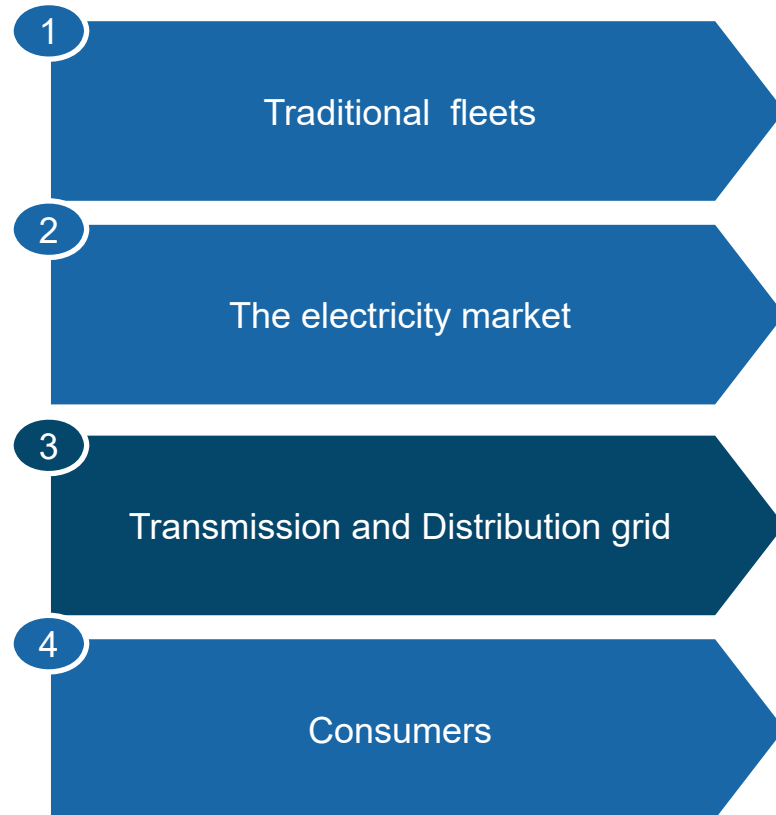 1
Traditional  fleets
2
The electricity market
3
Transmission and Distribution grid
4
Consumers